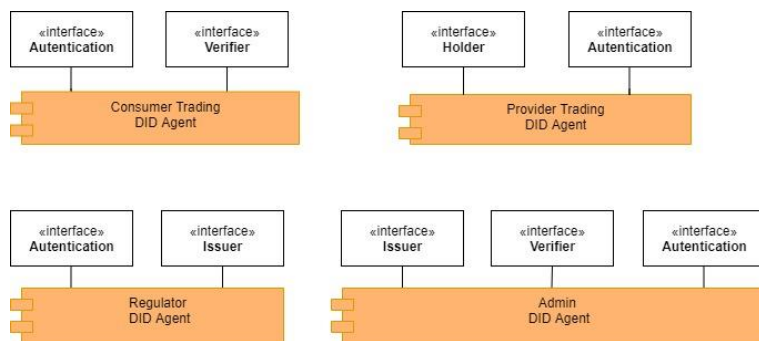 «interface»
Autentication
«interface»
Verifier
«interface»
Holder
«interface»
Autentication
Consumer Trading
DID Agent
Provider Trading
DID Agent
«interface»
Autentication
«interface»
Issuer
«interface»
Issuer
«interface»
Verifier
«interface»
Autentication
Regulator
DID Agent
Admin
DID Agent